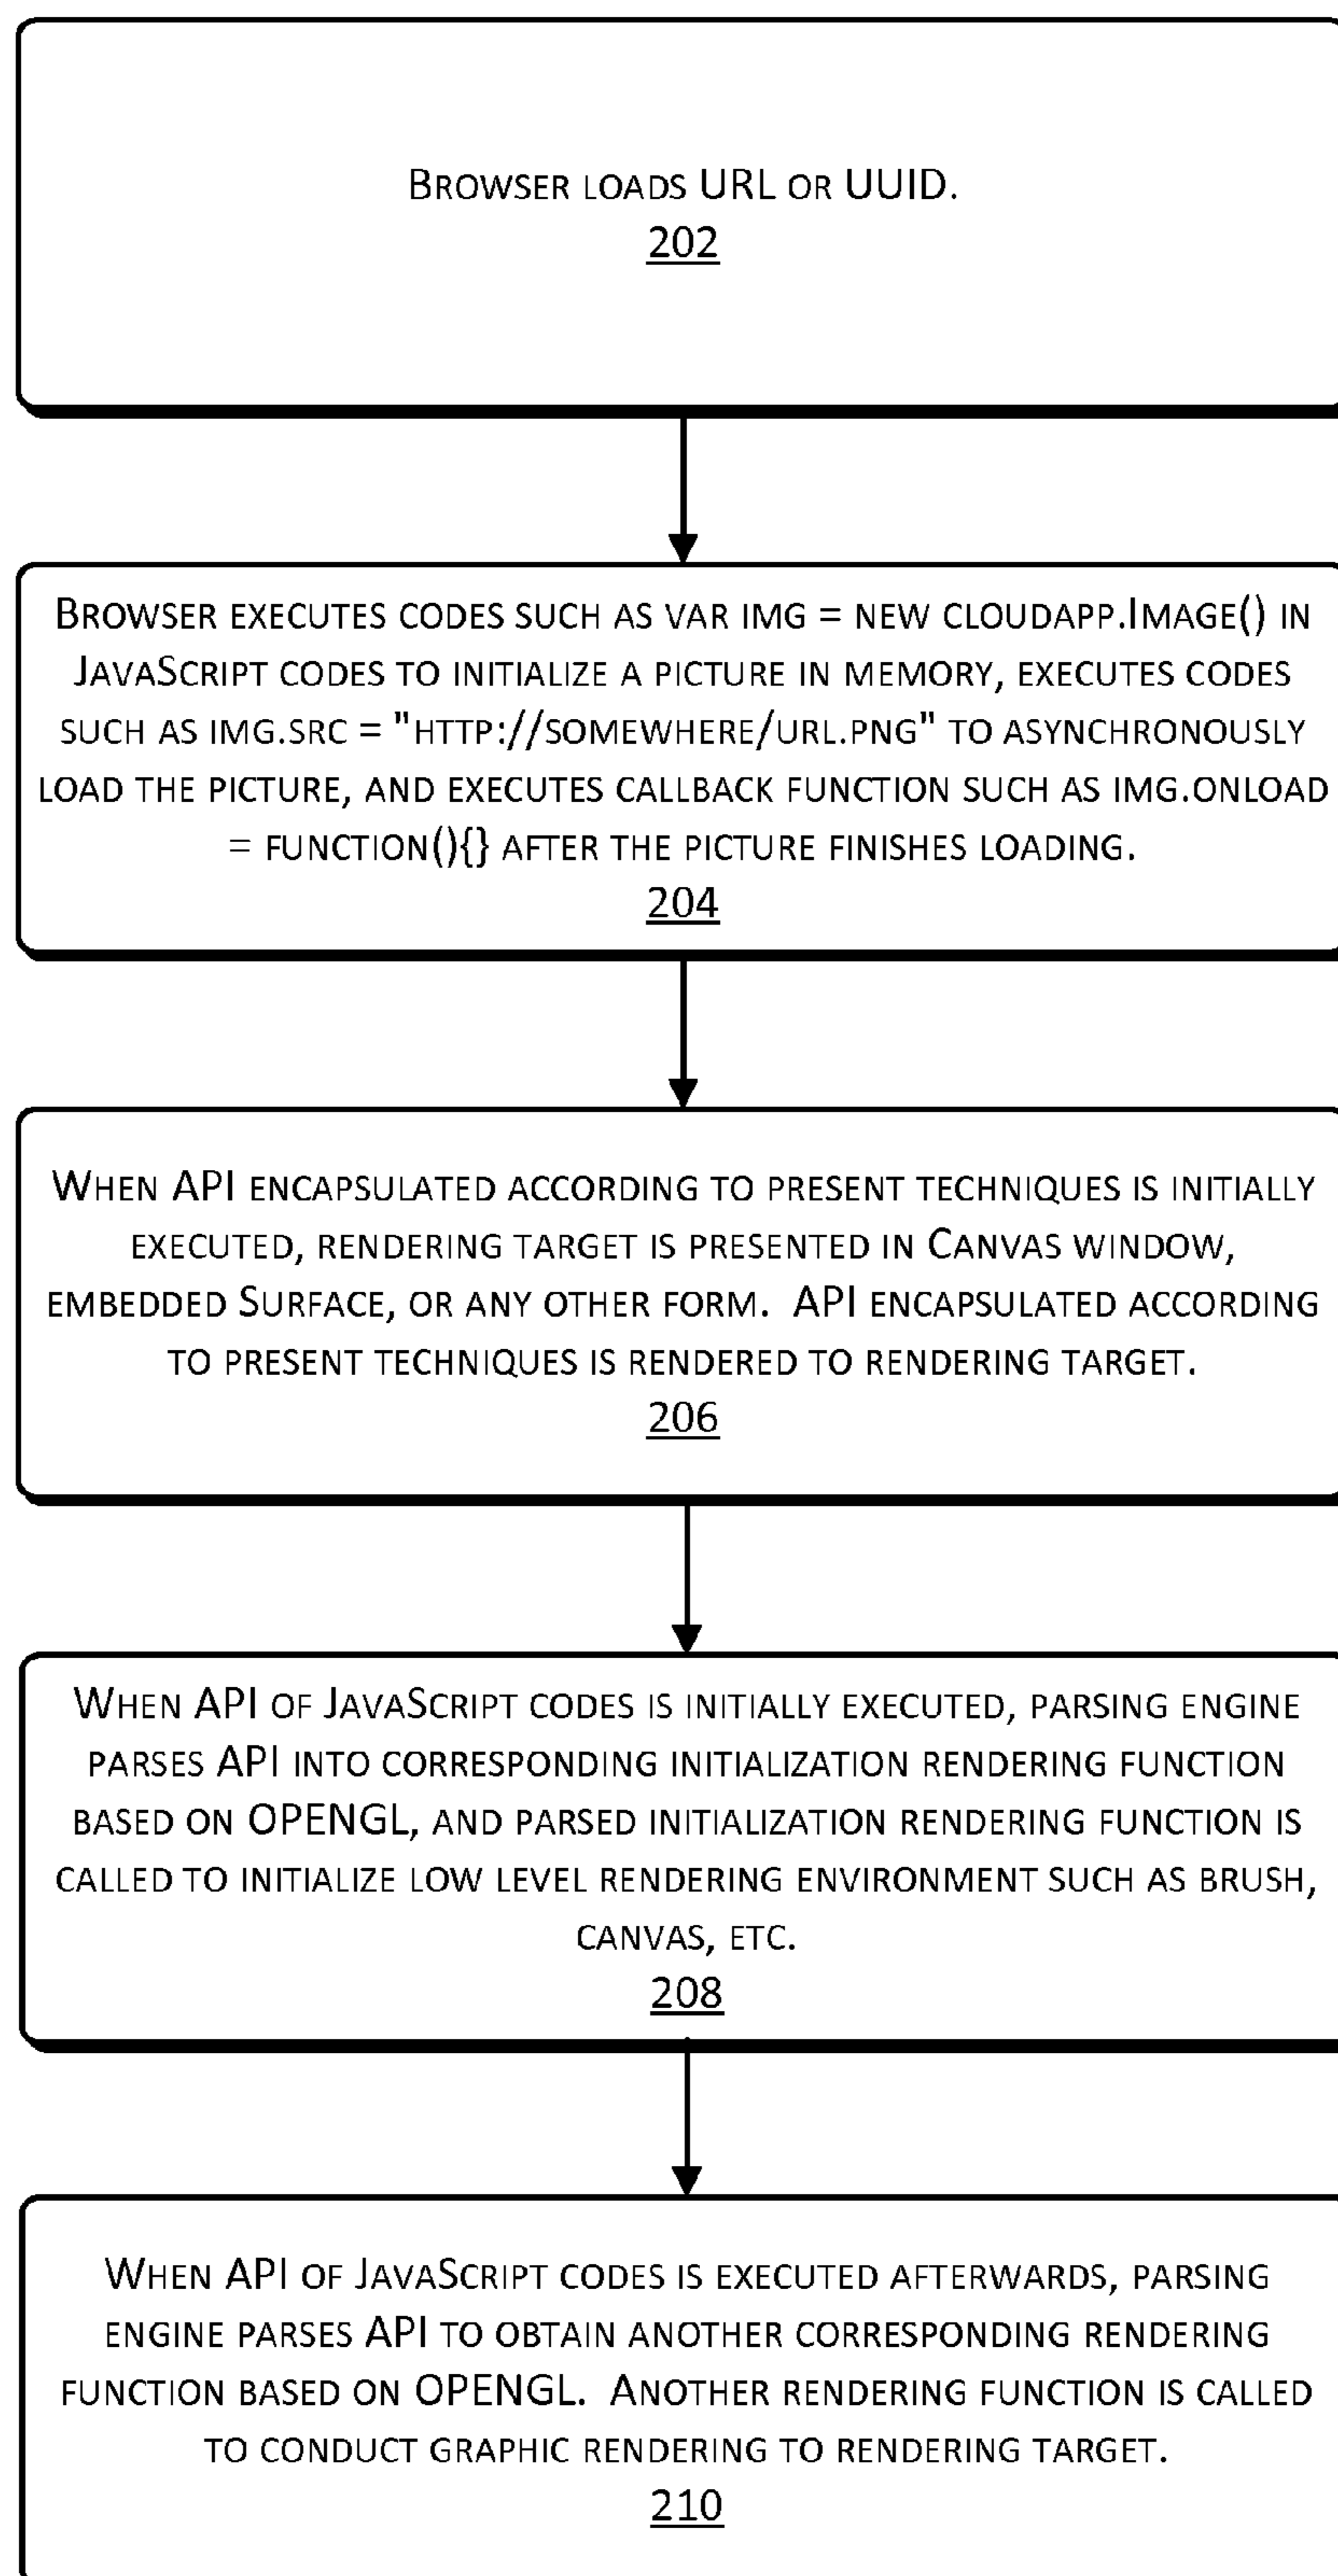 Browser loads URL or UUID.
202
Browser executes codes such as var img = new cloudapp.Image() in
JavaScript codes to initialize a picture in memory, executes codes
such as img.src = "http://somewhere/url.png" to asynchronously
load the picture, and executes callback function such as img.onload
= function(){} after the picture finishes loading.
204
When API encapsulated according to present techniques is initially
executed, rendering target is presented in Canvas window,
embedded Surface, or any other form.  API encapsulated according
to present techniques is rendered to rendering target.
206
When API of JavaScript codes is initially executed, parsing engine
parses API into corresponding initialization rendering function
based on OPENGL, and parsed initialization rendering function is
called to initialize low level rendering environment such as brush,
canvas, etc.
208
When API of JavaScript codes is executed afterwards, parsing
engine parses API to obtain another corresponding rendering
function based on OPENGL.  Another rendering function is called
to conduct graphic rendering to rendering target.
210